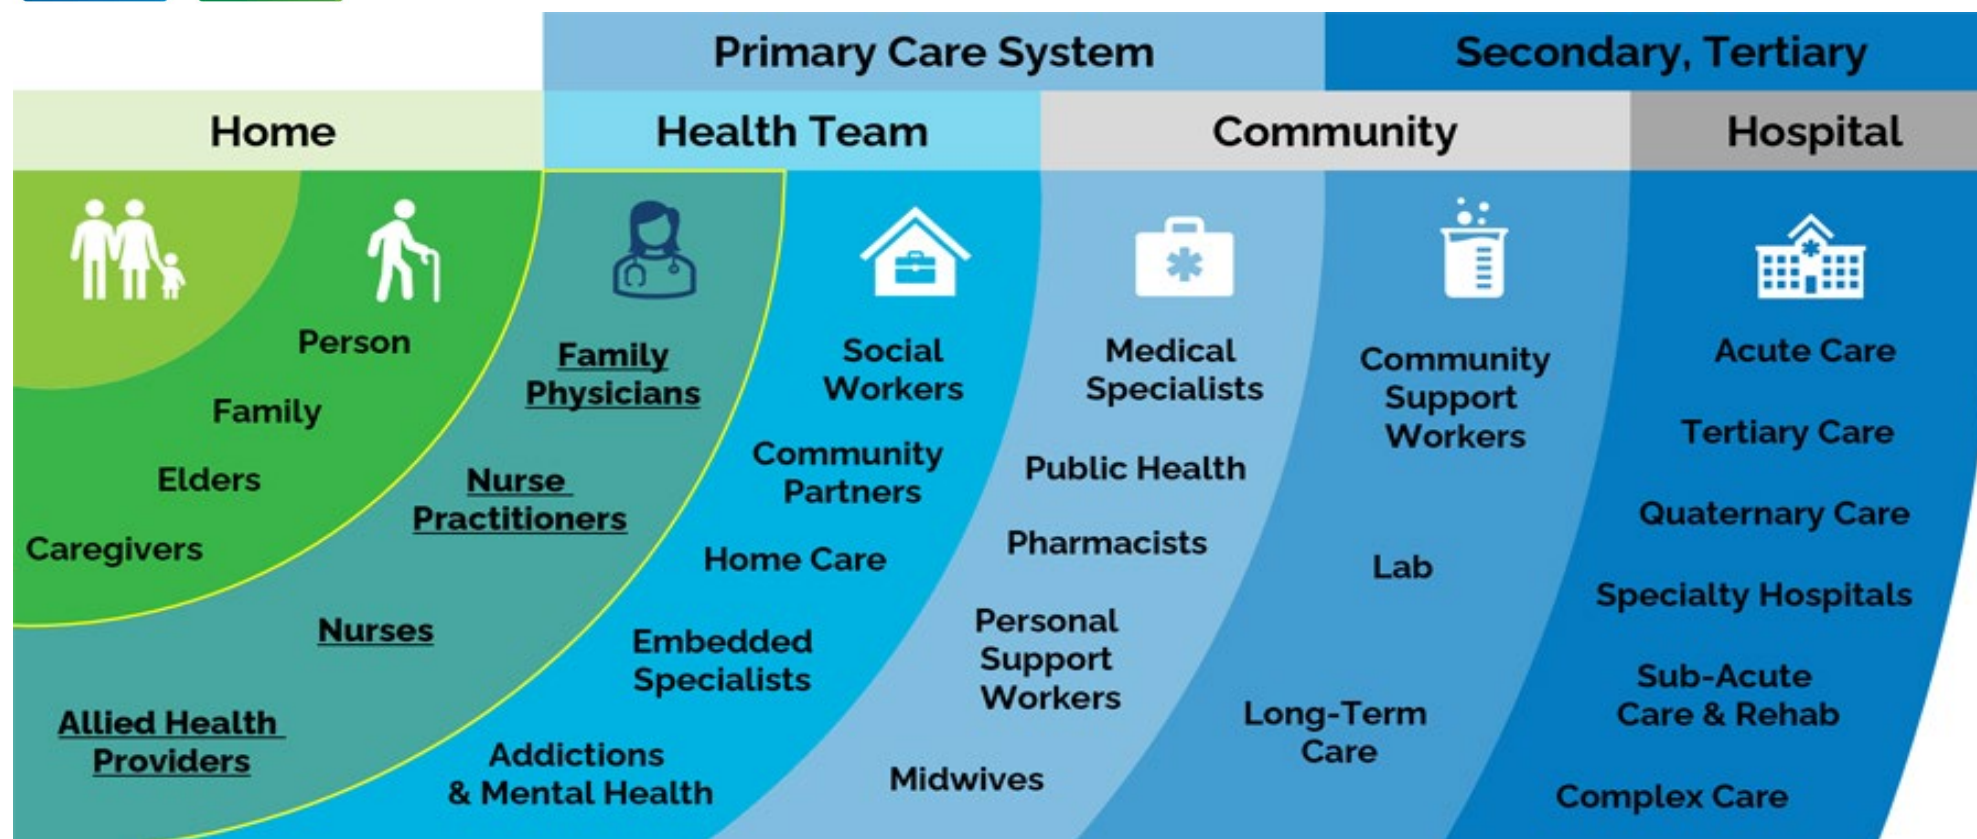 Primary Care System
Secondary, Tertiary
Home
Health Team
Community
Hospital
Person
Family
Elders
Caregivers
Family
Physicians
Nurse
Practitioners
Nurses
Allied Health
Providers
Social
Workers
Community
Partners
Home Care
Embedded
Specialists
Addictions
& Mental Health
Medical
Specialists
Public Health
Pharmacists
Personal
Support
Workers
Midwives
Community
Support
Workers
Lab
Long-Term
Care
Acute Care
Tertiary Care
Quaternary Care
Specialty Hospitals
Sub-Acute
Care & Rehab
Complex Care